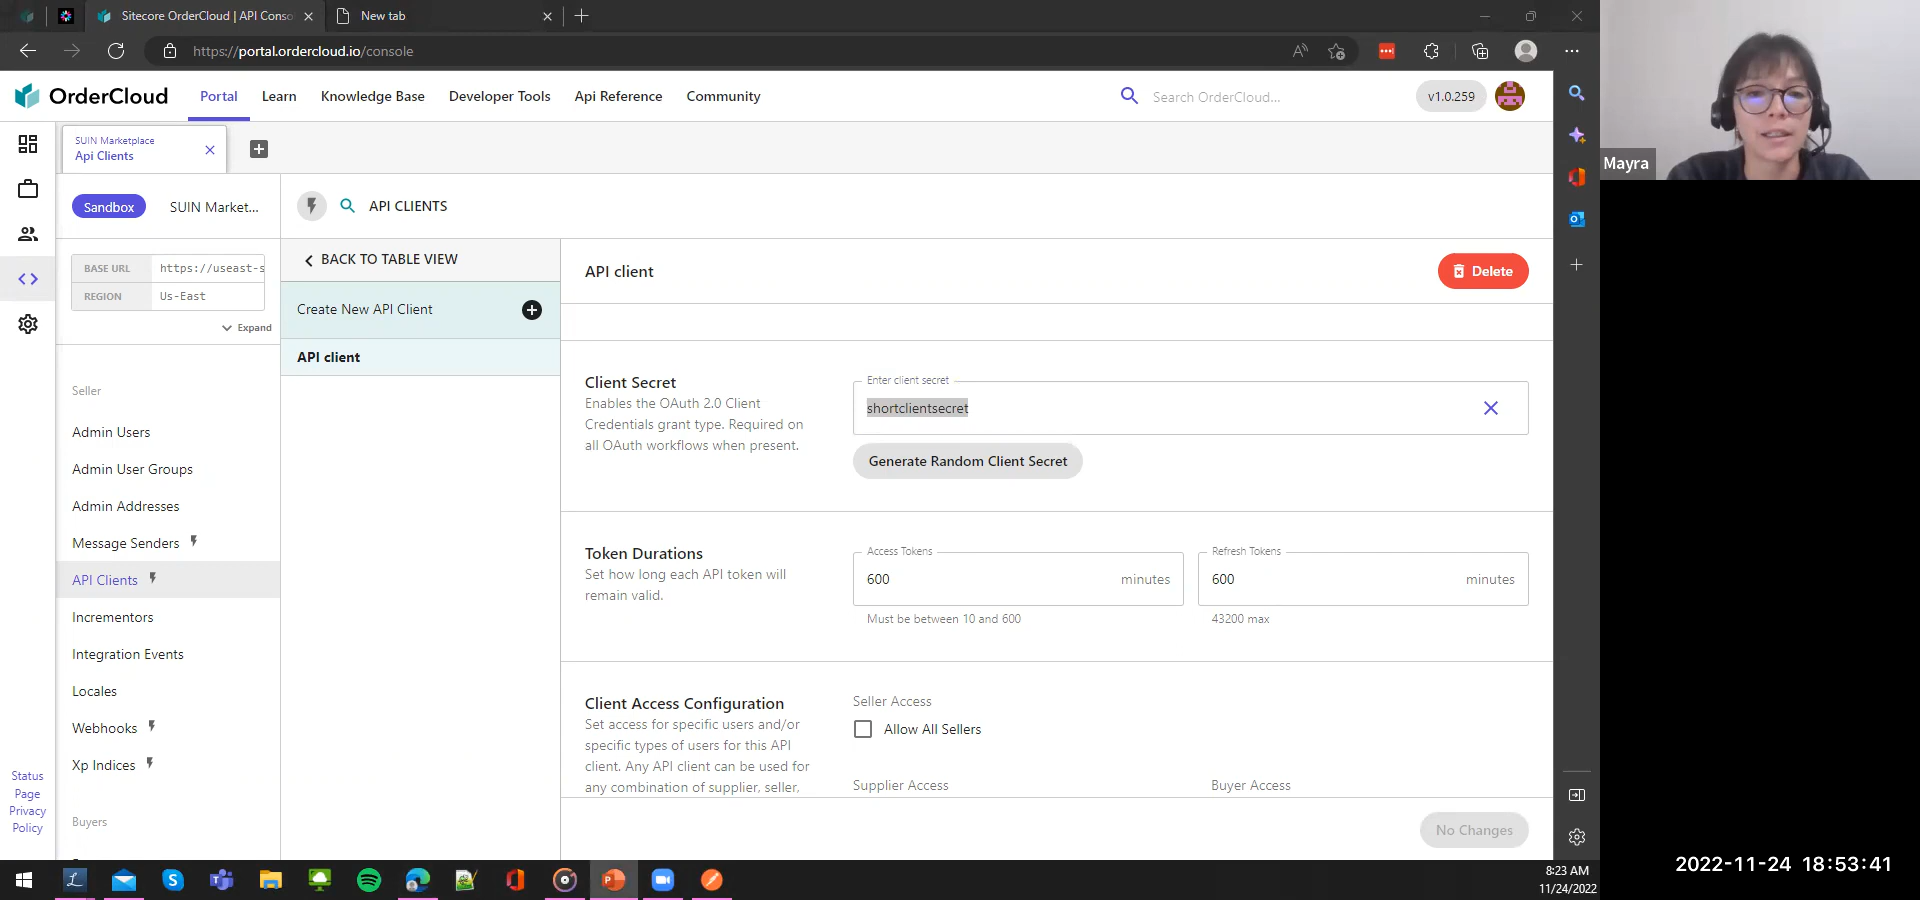 Sitecore OrderCloud | API Conso
New tab
https://portal.ordercloud.io/console
OrderCloud
Portal
Learn
Knowledge Base
Developer Tools
Api Reference
Community
Search OrderCloud...
v1.0.259
SUIN Marketplace
Api Clients
Sandbox
SUIN Market...
API CLIENTS
BASE URL
https://useast-s
REGION
Us-East
Expand
BACK TO TABLE VIEW
Create New API Client
API client
API client
Delete
Seller
Admin Users
Admin User Groups
Admin Addresses
Message Senders
API Clients
Incrementors
Integration Events
Locales
Webhooks
Xp Indices
Buyers
Status
Page
Privacy
Policy
Client Secret
Enables the OAuth 2.0 Client
Credentials grant type. Required on
all OAuth workflows when present.
Enter client secret
shortclientsecret
Generate Random Client Secret
Token Durations
Set how long each API token will
remain valid.
Access Tokens
600
minutes
Must be between 10 and 600
Refresh Tokens
600
minutes
43200 max
Client Access Configuration
Set access for specific users and/or
specific types of users for this API
client. Any API client can be used for
any combination of supplier, seller,
Seller Access
Allow All Sellers
Supplier Access
Buyer Access
No Changes
Mayra
8:23 AM
11/24/2022
2022-11-24 18:53:41